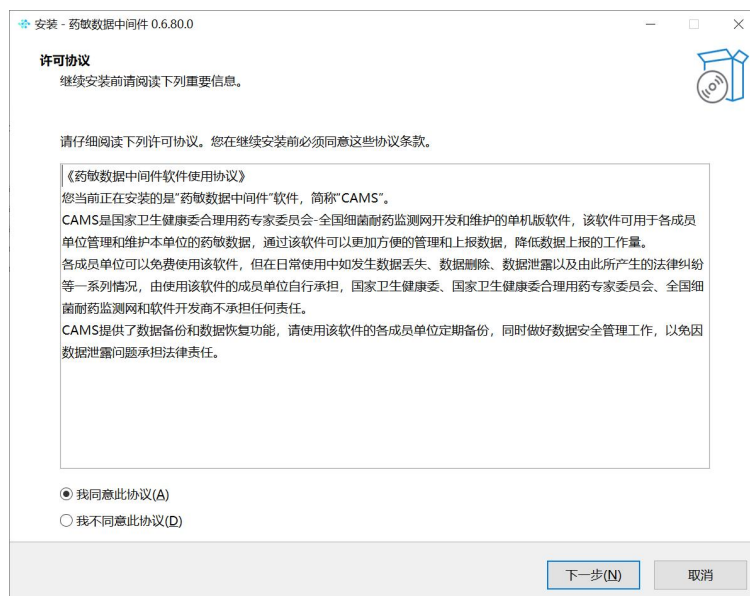 安装 - 药敏数据中间件 0.6.80.0
许可协议
继续安装前请阅读下列重要信息。
请仔细阅读下列许可协议。您在继续安装前必须同意这些协议条款。
《药敏数据中间件软件使用协议》
您当前正在安装的是“药敏数据中间件”软件，简称“CAMS”。
CAMS是国家卫生健康委合理用药专家委员会-全国细菌耐药监测网开发和维护的单机版软件，该软件可用于各成员
单位管理和维护本单位的药敏数据，通过该软件可以更加方便的管理和上报数据，降低数据上报的工作量。
各成员单位可以免费使用该软件，但在日常使用中如发生数据丢失、数据删除、数据泄露以及由此所产生的法律纠纷
等一系列情况，由使用该软件的成员单位自行承担，国家卫生健康委、国家卫生健康委合理用药专家委员会、全国细
菌耐药监测网和软件开发商不承担任何责任。
CAMS提供了数据备份和数据恢复功能，请使用该软件的各成员单位定期备份，同时做好数据安全管理工作，以免因
数据泄露问题承担法律责任。
我同意此协议(A)
我不同意此协议(D)
下一步(N)
取消